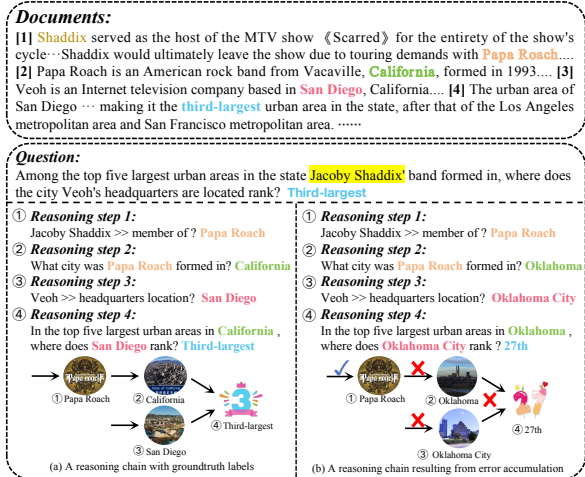 Documents:
[1] Shaddix served as the host of the MTV show 《Scarred》 for the entirety of the show's
cycle⋯Shaddix would ultimately leave the show due to touring demands with Papa Roach....
[2] Papa Roach is an American rock band from Vacaville, California, formed in 1993.... [3]
Veoh is an Internet television company based in San Diego, California.... [4] The urban area of
San Diego ⋯ making it the third-largest urban area in the state, after that of the Los Angeles
metropolitan area and San Francisco metropolitan area. ⋯⋯
Question:
Among the top five largest urban areas in the state Jacoby Shaddix' band formed in, where does
the city Veoh's headquarters are located rank? Third-largest
① Reasoning step 1:
Jacoby Shaddix >> member of ? Papa Roach
② Reasoning step 2:
What city was Papa Roach formed in? California
③ Reasoning step 3:
Veoh >> headquarters location? San Diego
④ Reasoning step 4:
In the top five largest urban areas in California ,
where does San Diego rank? Third-largest
Papa Roach
① Papa Roach
② California
3
③ San Diego
④ Third-largest
(a) A reasoning chain with groundtruth labels
① Reasoning step 1:
Jacoby Shaddix >> member of ? Papa Roach
② Reasoning step 2:
What city was Papa Roach formed in? Oklahoma
③ Reasoning step 3:
Veoh >> headquarters location? Oklahoma City
④ Reasoning step 4:
In the top five largest urban areas in Oklahoma ,
where does Oklahoma City rank ? 27th
Papa Roach
① Papa Roach
② Oklahoma
27
③ Oklahoma City
④ 27th
(b) A reasoning chain resulting from error accumulation